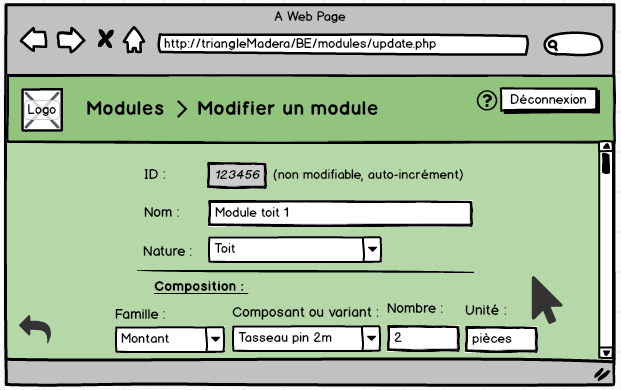 A Web Page
http://triangleMadera/BE/modules/update.php
Logo
Modules > Modifier un module
? Déconnexion
ID : 123456 (non modifiable, auto-incrément)
Nom : Module toit 1
Nature : Toit
Composition :
Famille : Composant ou variant : Nombre : Unité :
Montant Tasseau pin 2m 2 pièces